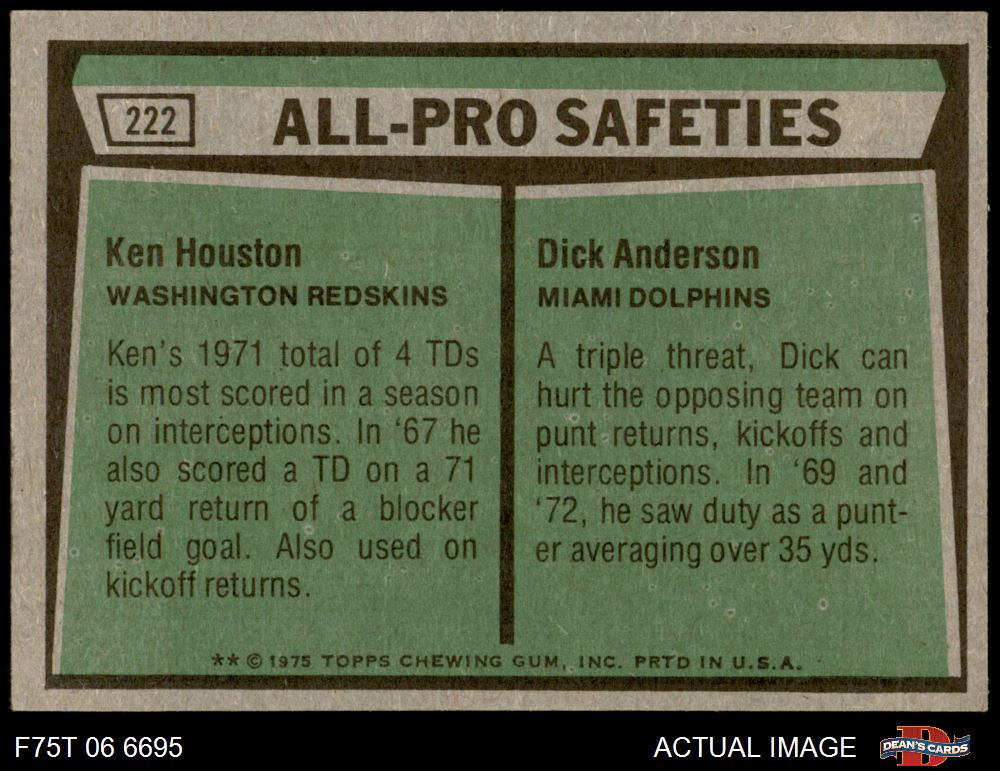 222
ALL-PRO SAFETIES
Ken Houston
WASHINGTON REDSKINS
Ken's 1971 total of 4 TDs
is most scored in a season
on interceptions. In '67 he
also scored a TD on a 71
yard return of a blocker
field goal. Also used on
kickoff returns.
Dick Anderson
MIAMI DOLPHINS
A triple threat, Dick can
hurt the opposing team on
punt returns, kickoffs and
interceptions. In '69 and
'72, he saw duty as a punt-
er averaging over 35 yds.
**©1975 TOPPS CHEWING GUM, INC. PRTD IN U.S.A.
F75T 06 6695
ACTUAL IMAGE
DEAN'S CARDS